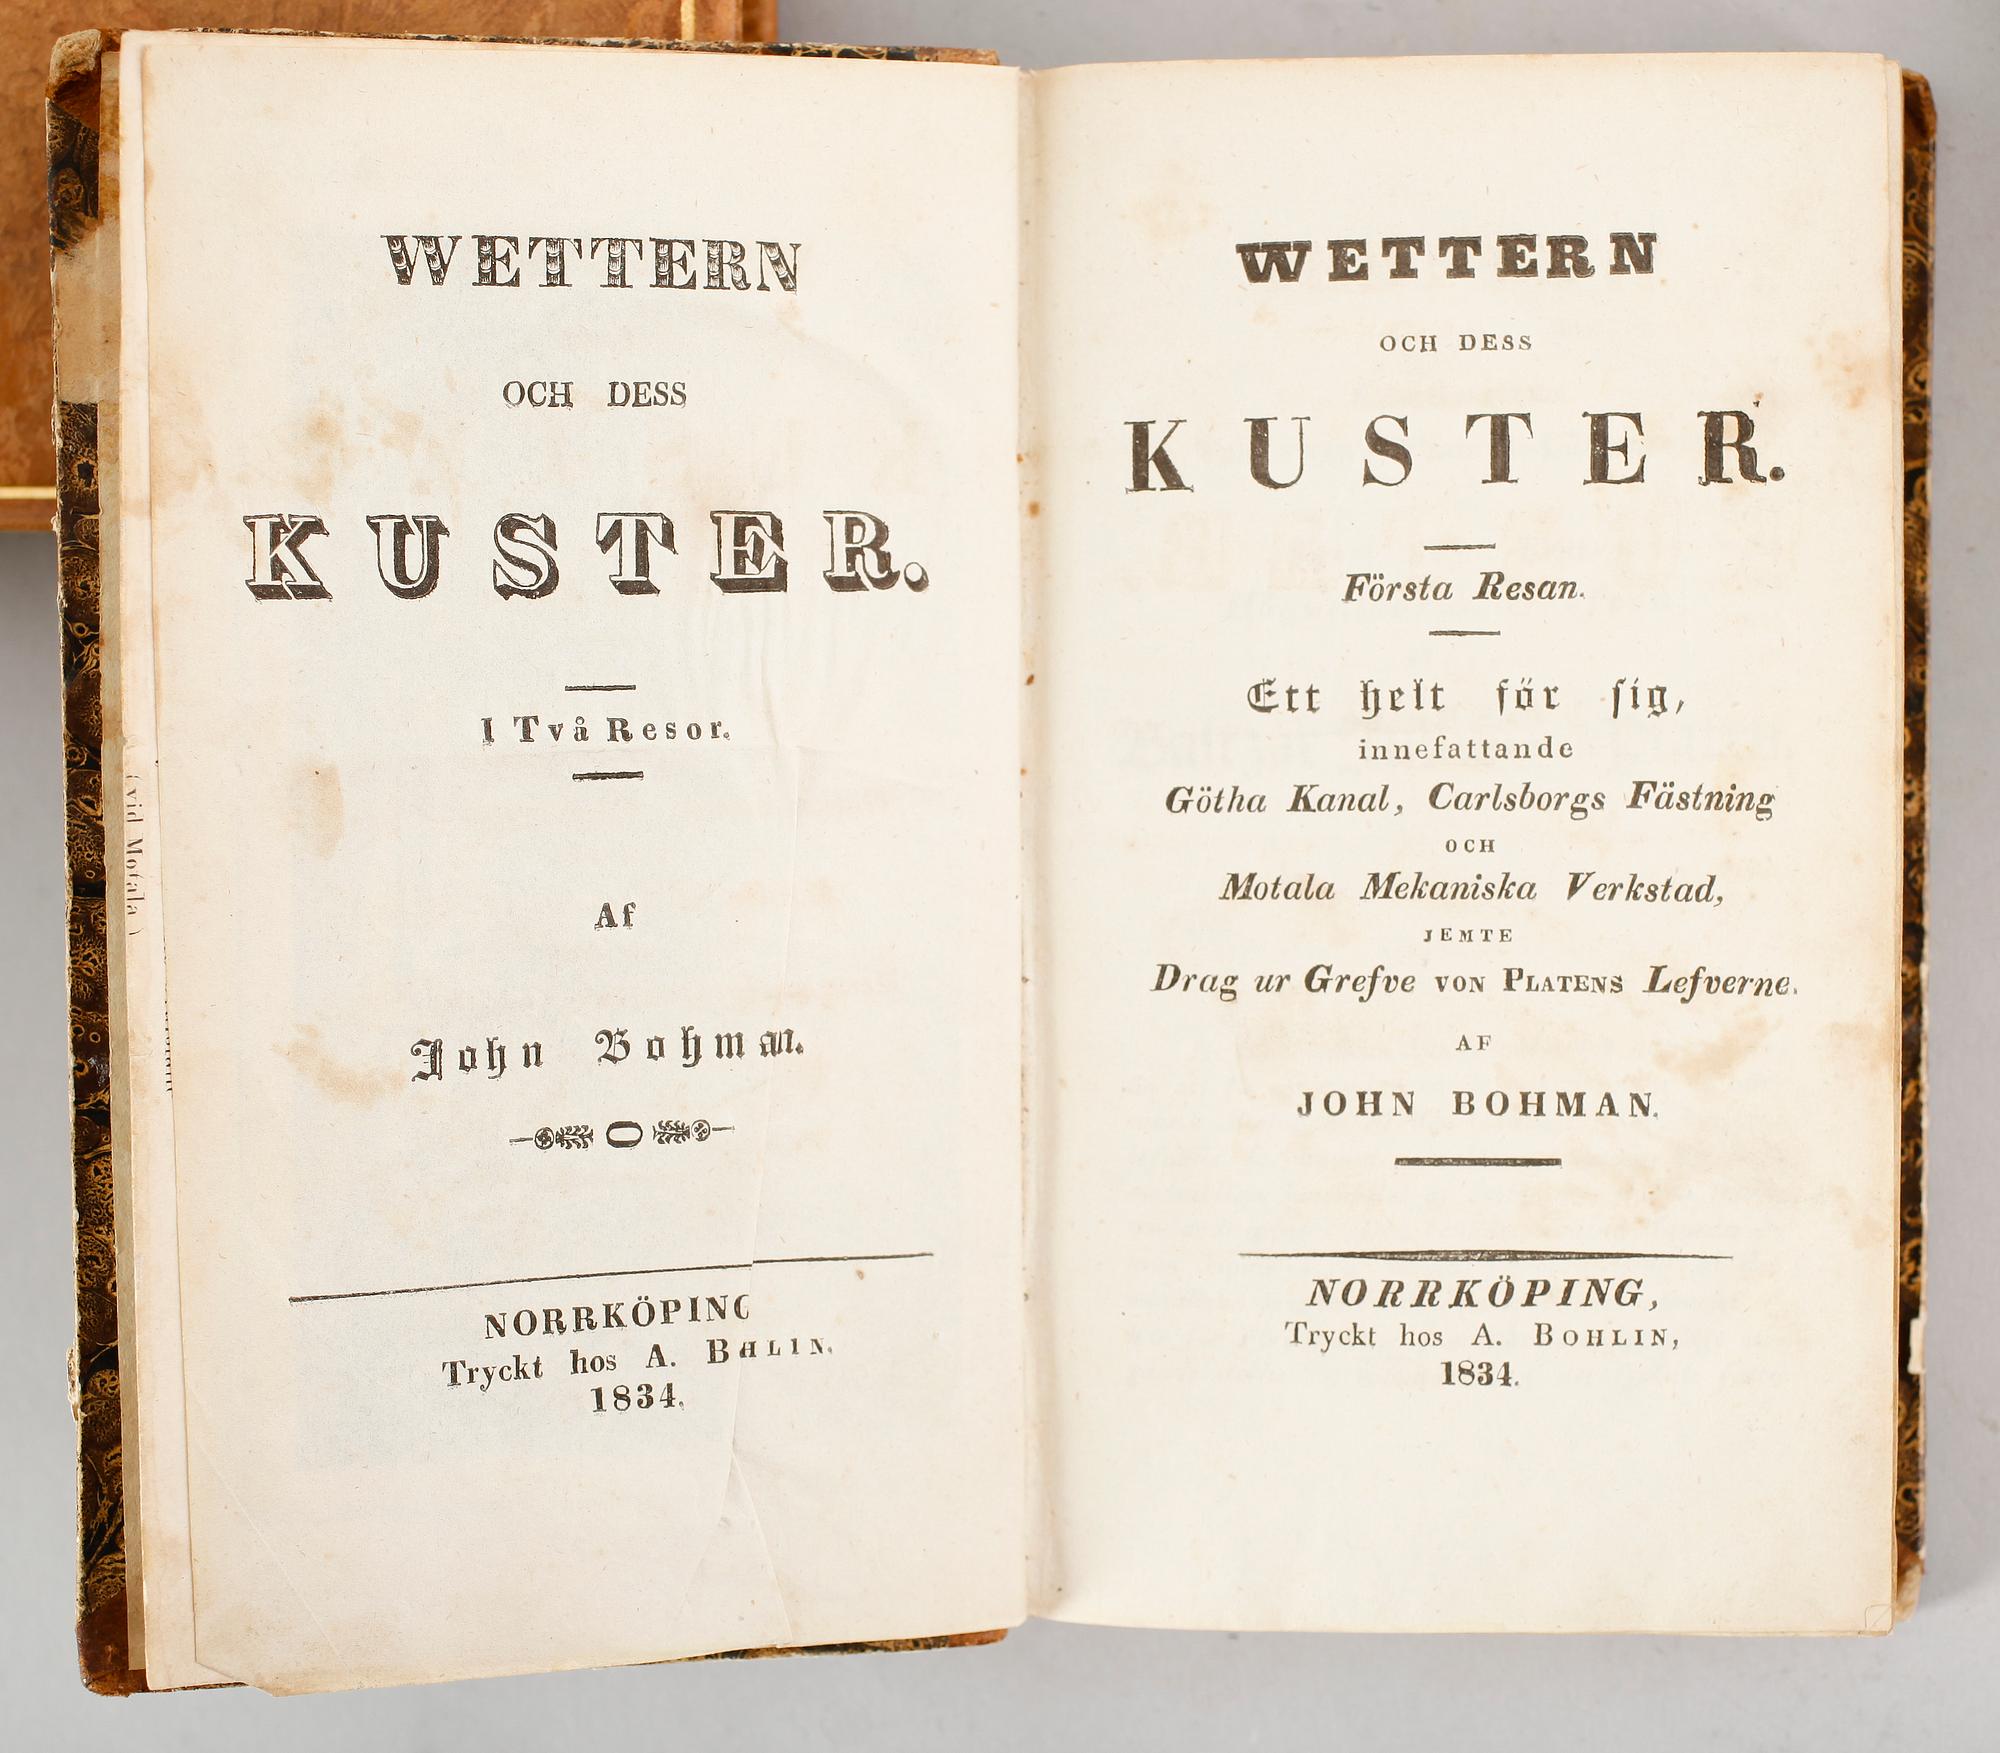 WETTERN
OCH DESS
KUSTER.
I Två Resor.
Af
John Bohman.
NORRKÖPING
Tryckt hos A. BHLIN.
1834.
(vid Motala)
WETTERN
OCH DESS
KUSTER.
Första Resan.
Ett helt för sig,
innefattande
Götha Kanal, Carlsborgs Fästning
OCH
Motala Mekaniska Verkstad,
JEMTE
Drag ur Grefve VON PLATENS Lefverne.
AF
JOHN BOHMAN.
NORRKÖPING,
Tryckt hos A. BOHLIN,
1834.